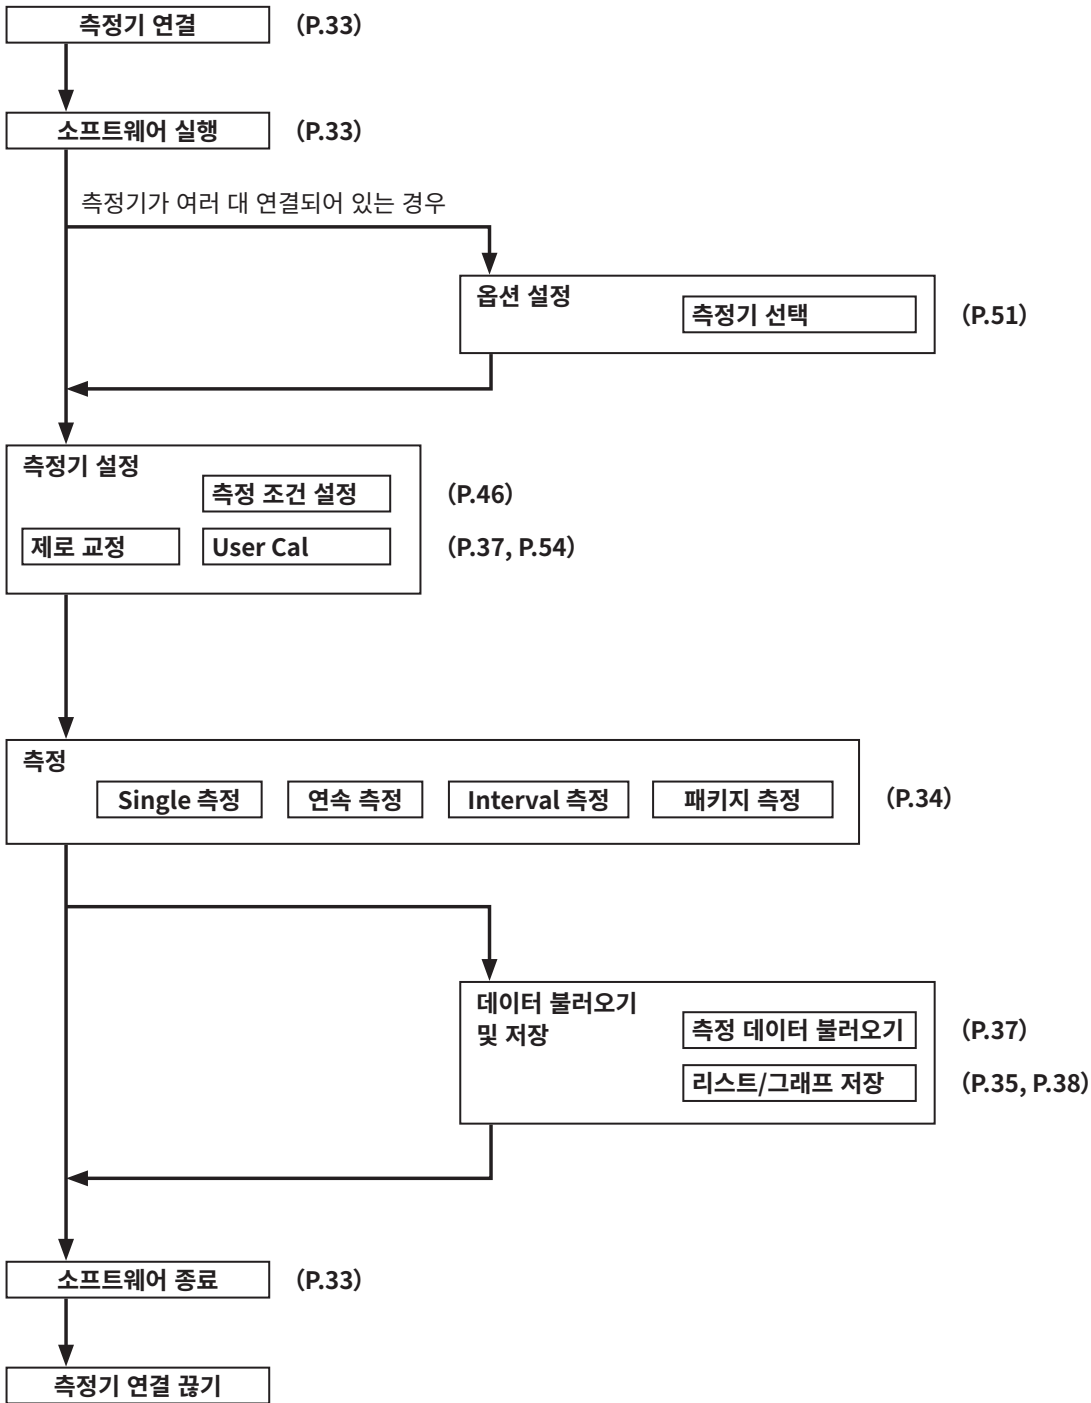 측정기 연결 (P.33)
소프트웨어 실행 (P.33)
측정기가 여러 대 연결되어 있는 경우
옵션 설정
측정기 선택 (P.51)
측정기 설정
측정 조건 설정 (P.46)
제로 교정 User Cal (P.37, P.54)
측정
Single 측정 연속 측정 Interval 측정 패키지 측정 (P.34)
데이터 불러오기
및 저장
측정 데이터 불러오기 (P.37)
리스트/그래프 저장 (P.35, P.38)
소프트웨어 종료 (P.33)
측정기 연결 끊기